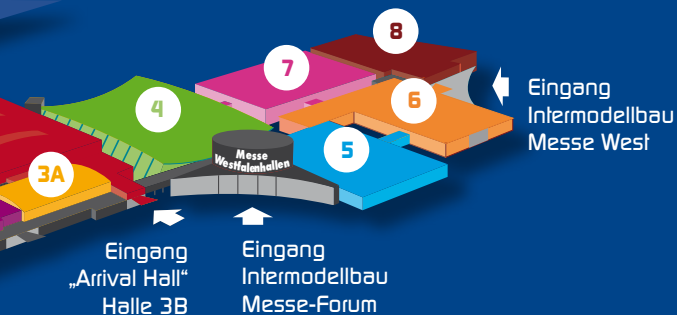 8
7
6
4
5
3A
Messe
Westfalenhallen
Eingang
Intermodellbau
Messe West
Eingang
„Arrival Hall“
Halle 3B
Eingang
Intermodellbau
Messe-Forum